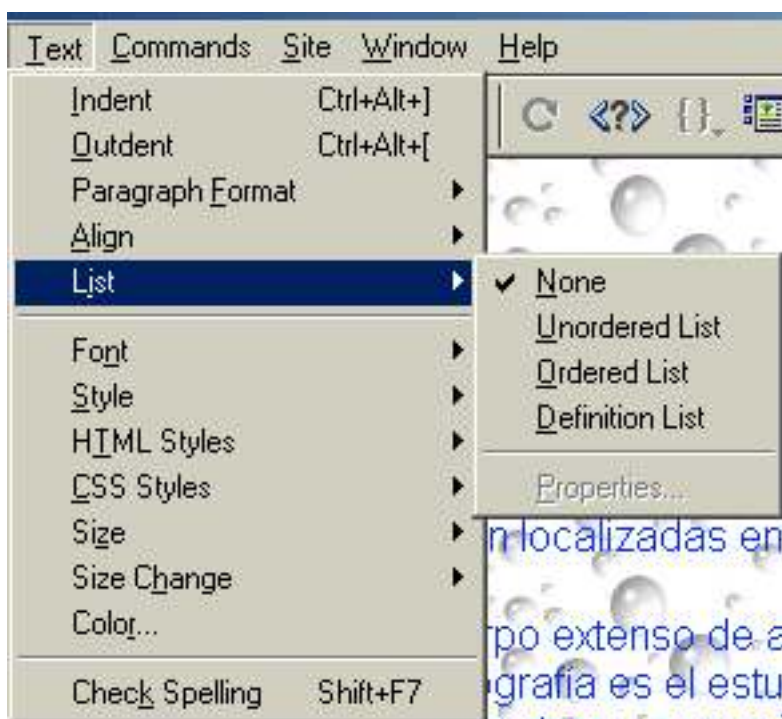 Text Commands Site Window Help
Indent Ctrl+Alt+]
Outdent Ctrl+Alt+[
Paragraph Format
Align
List
Font
Style
HTML Styles
CSS Styles
Size
Size Change
Color...
Check Spelling Shift+F7
<?> {}
None
Unordered List
Ordered List
Definition List
Properties...
n localizadas en
rpo extenso de a
grafía es el estu